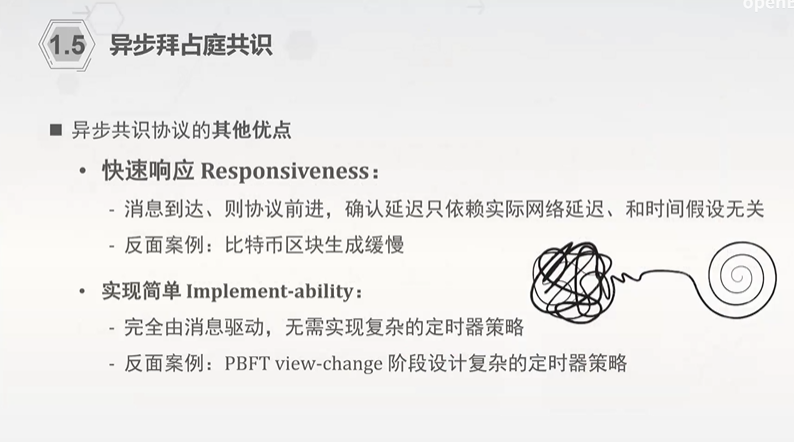 openE
1.5 异步拜占庭共识
■ 异步共识协议的其他优点
• 快速响应 Responsiveness：
- 消息到达、则协议前进，确认延迟只依赖实际网络延迟、和时间假设无关
- 反面案例：比特币区块生成缓慢
• 实现简单 Implement-ability：
- 完全由消息驱动，无需实现复杂的定时器策略
- 反面案例：PBFT view-change 阶段设计复杂的定时器策略